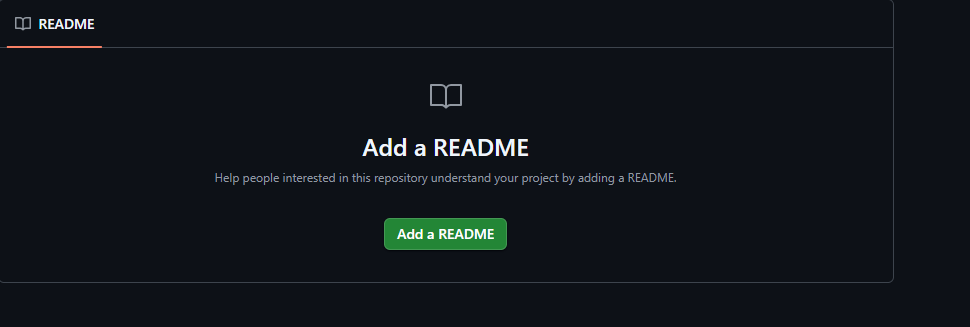 README
Add a README
Help people interested in this repository understand your project by adding a README.
Add a README